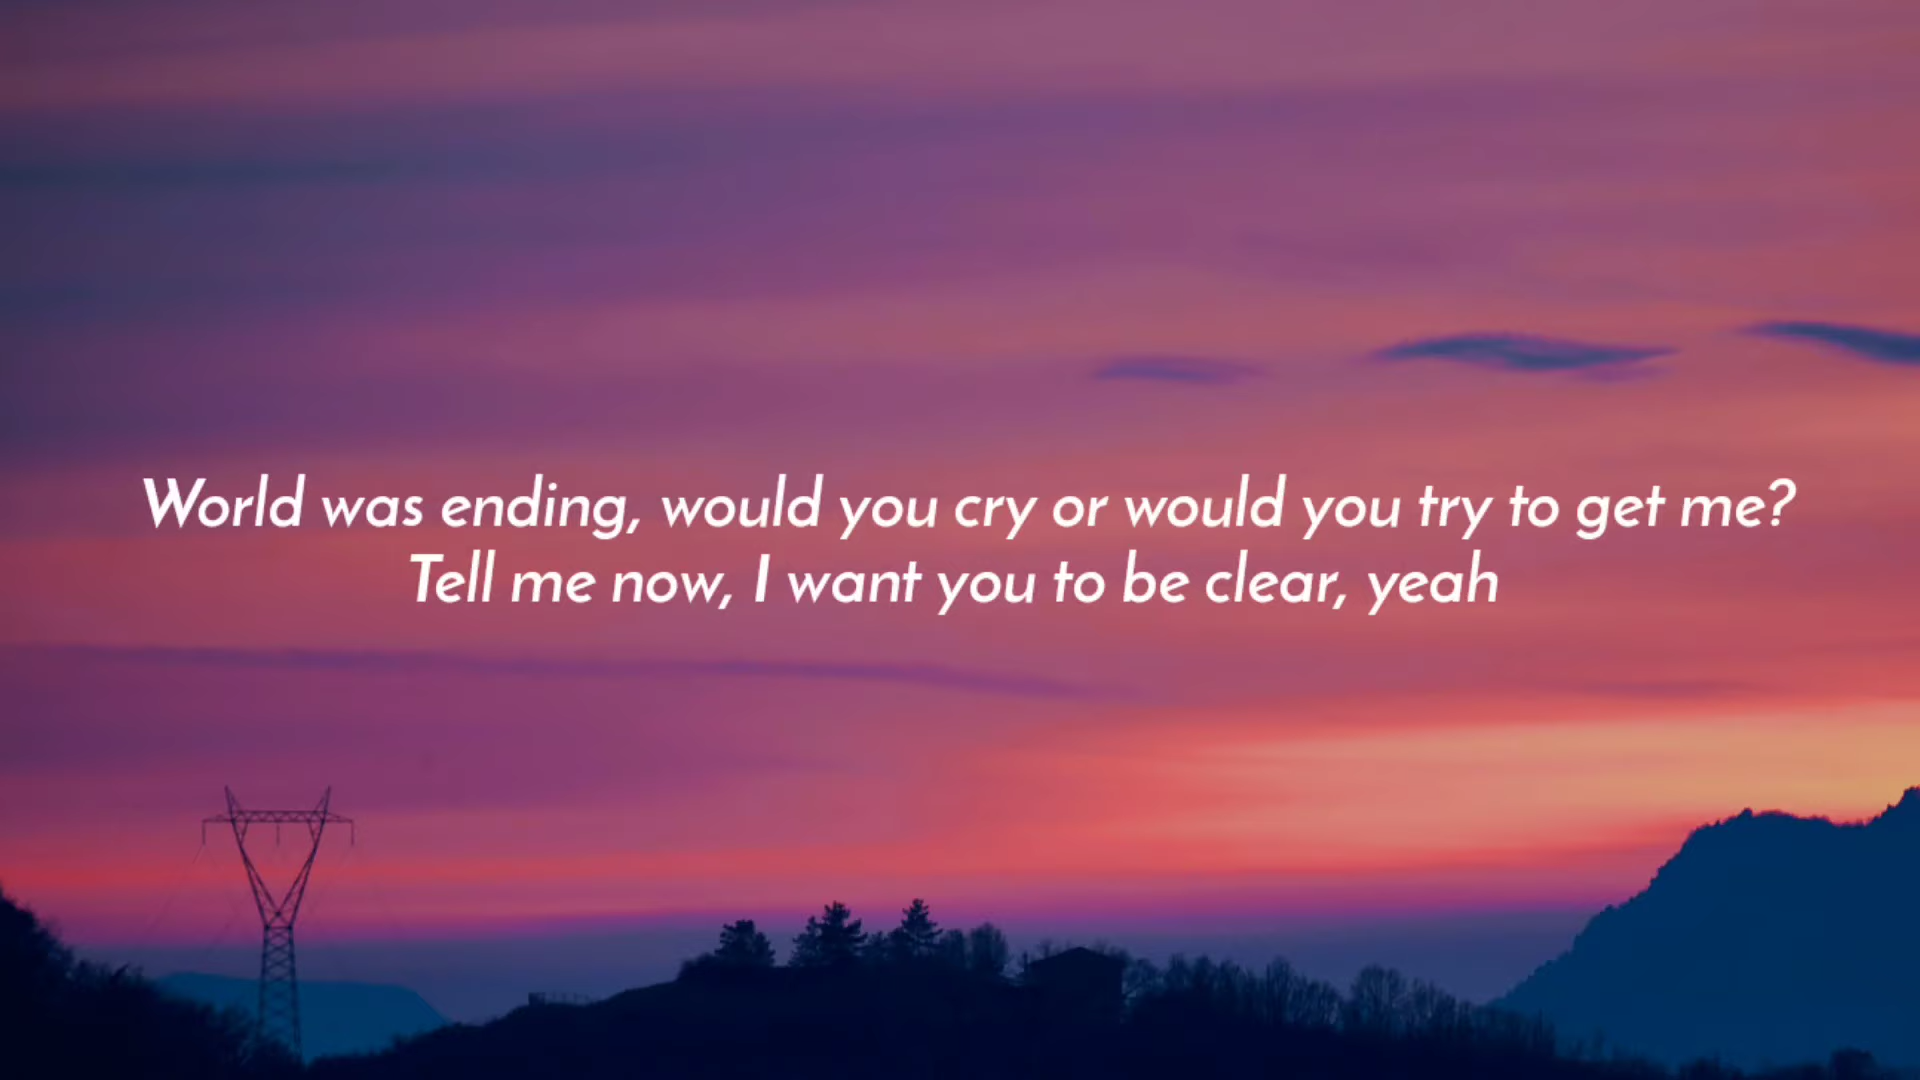 World was ending, would you cry or would you try to get me?
Tell me now, I want you to be clear, yeah